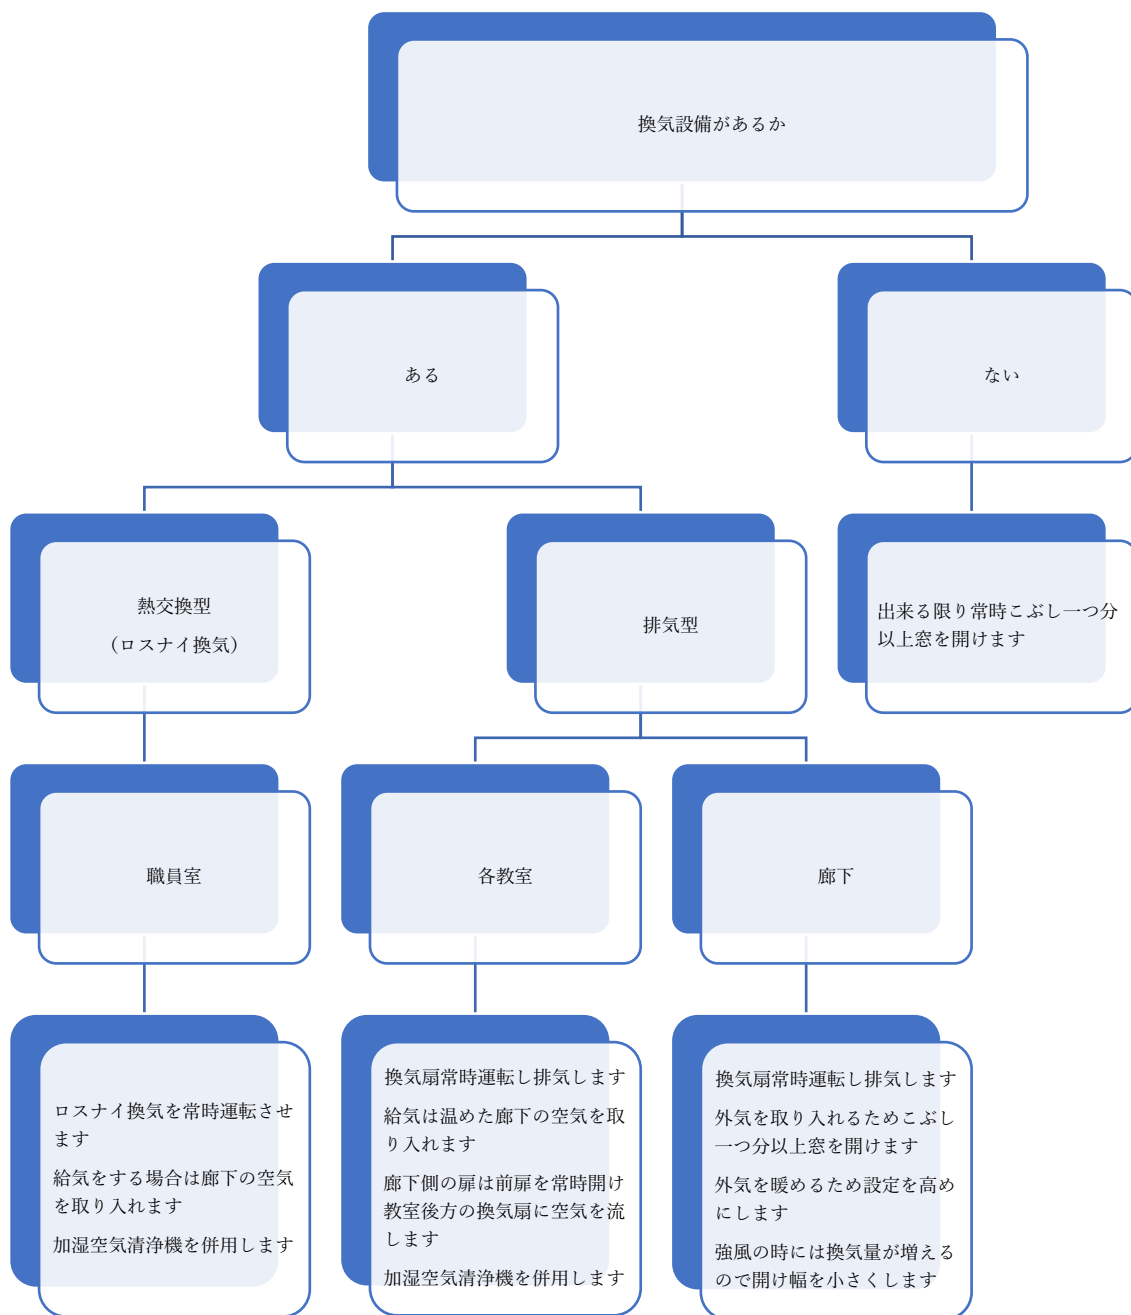 換気設備があるか
ある
ない
熱交換型
（ロスナイ換気）
排気型
出来る限り常時こぶし一つ分
以上窓を開けます
職員室
各教室
廊下
ロスナイ換気を常時運転させ
ます
給気をする場合は廊下の空気
を取り入れます
加湿空気清浄機を併用します
換気扇常時運転し排気します
給気は温めた廊下の空気を取
り入れます
廊下側の扉は前扉を常時開け
教室後方の換気扇に空気を流
します
加湿空気清浄機を併用します
換気扇常時運転し排気します
外気を取り入れるためこぶし
一つ分以上窓を開けます
外気を暖めるため設定を高め
にします
強風の時には換気量が増える
ので開け幅を小さくします